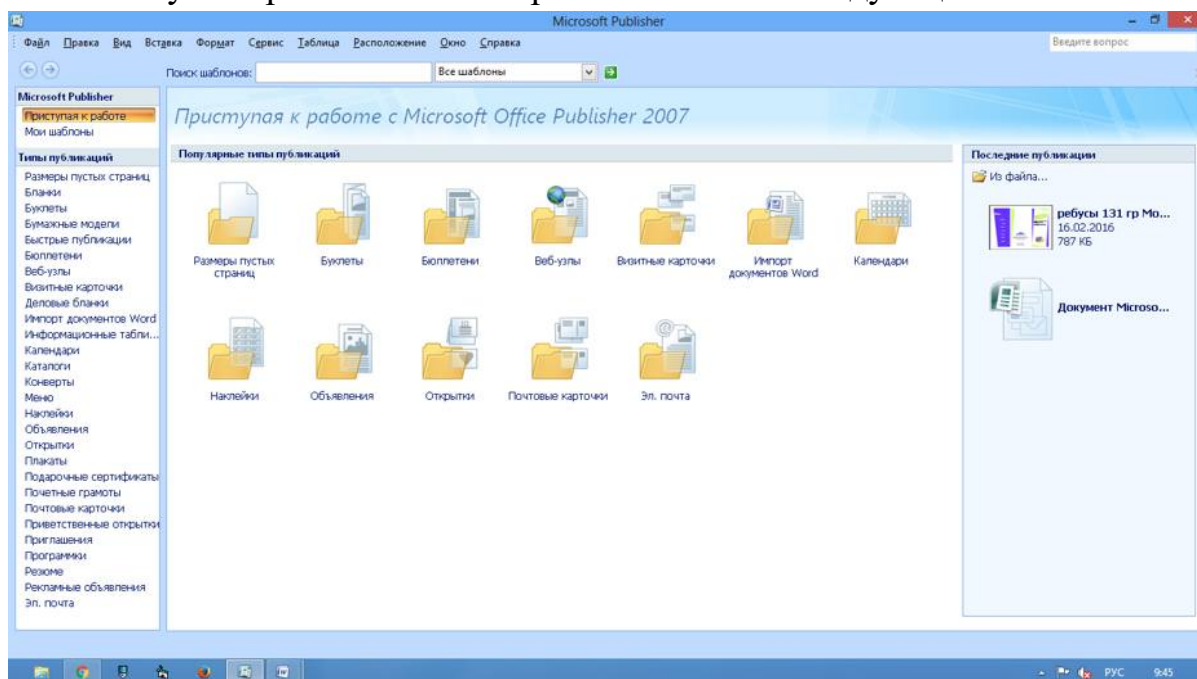 Microsoft Publisher
Файл Правка Вид Вставка Формат Сервис Таблица Расположение Окно Справка
Введите вопрос
Поиск шаблонов:
Все шаблоны
Microsoft Publisher
Приступая к работе
Мои шаблоны
Типы публикаций
Размеры пустых страниц
Бланки
Буклеты
Бумажные модели
Быстрые публикации
Бюллетени
Веб-узлы
Визитные карточки
Деловые бланки
Импорт документов Word
Информационные табли...
Календари
Каталоги
Конверты
Меню
Наклейки
Объявления
Открытки
Плакаты
Подарочные сертификаты
Почетные грамоты
Почтовые карточки
Приветственные открытки
Приглашения
Программки
Резюме
Рекламные объявления
Эл. почта
Приступая к работе с Microsoft Office Publisher 2007
Популярные типы публикаций
Размеры пустых
страниц
Буклеты
Бюллетени
Веб-узлы
Визитные карточки
Импорт
документов Word
Календари
Наклейки
Объявления
Открытки
Почтовые карточки
Эл. почта
Последние публикации
Из файла...
ребусы 131 гр Мо...
16.02.2016
787 КБ
Документ Microso...
РУС 9:45